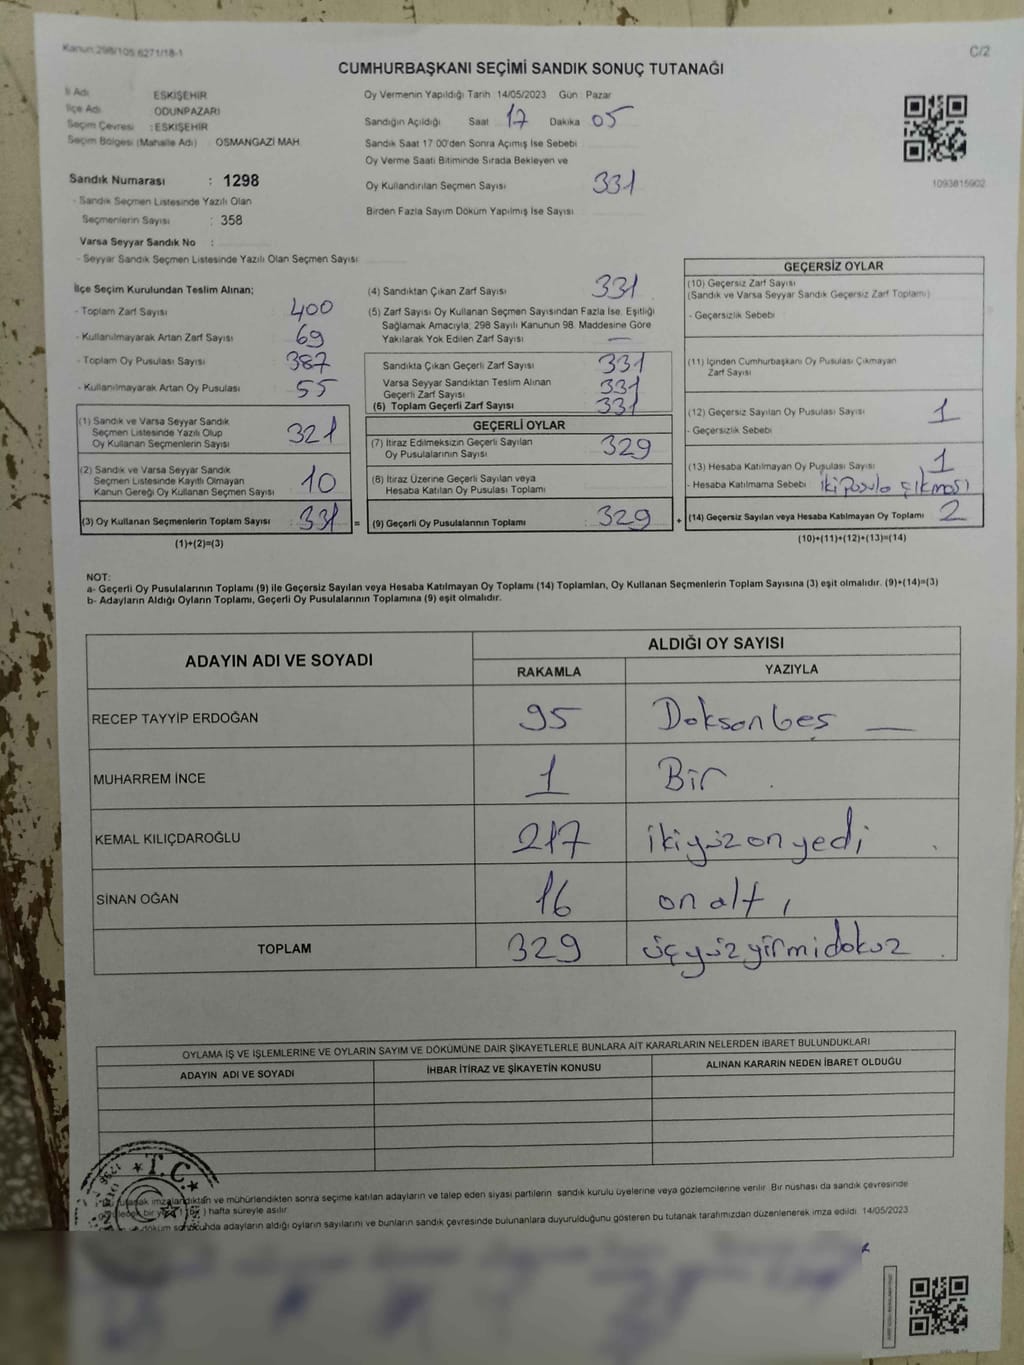 Kanun:298/105 6271/18-1
C/2
CUMHURBAŞKANI SEÇİMİ SANDIK SONUÇ TUTANAĞI
İl Adı ESKİŞEHİR
İlçe Adı ODUNPAZARI
Seçim Çevresi : ESKİŞEHİR
Seçim Bölgesi (Mahalle Adı) OSMANGAZİ MAH.
Sandık Numarası : 1298
- Sandık Seçmen Listesinde Yazılı Olan
Seçmenlerin Sayısı : 358
Varsa Seyyar Sandık No :
- Seyyar Sandık Seçmen Listesinde Yazılı Olan Seçmen Sayısı:
Oy Vermenin Yapıldığı Tarih: 14/05/2023 Gün : Pazar
Sandığın Açıldığı Saat 17 Dakika 05
Sandık Saat 17 00'den Sonra Açımış İse Sebebi
Oy Verme Saati Bitiminde Sırada Bekleyen ve
Oy Kullandırılan Seçmen Sayısı 331
Birden Fazla Sayım Döküm Yapılmış İse Sayısı
1093815902
İlçe Seçim Kurulundan Teslim Alınan;
- Toplam Zarf Sayısı 400
- Kullanılmayarak Artan Zarf Sayısı 69
- Toplam Oy Pusulası Sayısı 387
- Kullanılmayarak Artan Oy Pusulası 55
(1) Sandık ve Varsa Seyyar Sandık
Seçmen Listesinde Yazılı Olup
Oy Kullanan Seçmenlerin Sayısı 321
(2) Sandık ve Varsa Seyyar Sandık
Seçmen Listesinde Kayıtlı Olmayan
Kanun Gereği Oy Kullanan Seçmen Sayısı 10
(3) Oy Kullanan Seçmenlerin Toplam Sayısı : 331 =
(1)+(2)=(3)
(4) Sandıktan Çıkan Zarf Sayısı 331
(5) Zarf Sayısı Oy Kullanan Seçmen Sayısından Fazla İse, Eşitliği
Sağlamak Amacıyla; 298 Sayılı Kanunun 98. Maddesine Göre
Yakılarak Yok Edilen Zarf Sayısı —
Sandıkta Çıkan Geçerli Zarf Sayısı 331
Varsa Seyyar Sandıktan Teslim Alınan
Geçerli Zarf Sayısı 331
(6) Toplam Geçerli Zarf Sayısı 331
GEÇERLİ OYLAR
(7) İtiraz Edilmeksizin Geçerli Sayılan
Oy Pusulalarının Sayısı 329
(8) İtiraz Üzerine Geçerli Sayılan veya
Hesaba Katılan Oy Pusulası Toplamı
(9) Geçerli Oy Pusulalarının Toplamı : 329 +
GEÇERSİZ OYLAR
(10) Geçersiz Zarf Sayısı
(Sandık ve Varsa Seyyar Sandık Geçersiz Zarf Toplamı)
- Geçersizlik Sebebi
(11) İçinden Cumhurbaşkanı Oy Pusulası Çıkmayan
Zarf Sayısı
(12) Geçersiz Sayılan Oy Pusulası Sayısı 1
- Geçersizlik Sebebi
(13) Hesaba Katılmayan Oy Pusulası Sayısı 1
- Hesaba Katılmama Sebebi iki pusula çıkması
(14) Geçersiz Sayılan veya Hesaba Katılmayan Oy Toplamı 2
(10)+(11)+(12)+(13)=(14)
NOT:
a- Geçerli Oy Pusulalarının Toplamı (9) ile Geçersiz Sayılan veya Hesaba Katılmayan Oy Toplamı (14) Toplamları, Oy Kullanan Seçmenlerin Toplam Sayısına (3) eşit olmalıdır. (9)+(14)=(3)
b- Adayların Aldığı Oyların Toplamı, Geçerli Oy Pusulalarının Toplamına (9) eşit olmalıdır.
ADAYIN ADI VE SOYADI ALDIĞI OY SAYISI
RAKAMLA YAZIYLA
RECEP TAYYİP ERDOĞAN 95 Doksanbeş —
MUHARREM İNCE 1 Bir
KEMAL KILIÇDAROĞLU 217 ikiyüzonyedi
SİNAN OĞAN 16 on altı
TOPLAM 329 üçyüzyirmidokuz
OYLAMA İŞ VE İŞLEMLERİNE VE OYLARIN SAYIM VE DÖKÜMÜNE DAİR ŞİKAYETLERLE BUNLARA AİT KARARLARIN NELERDEN İBARET BULUNDUKLARI
ADAYIN ADI VE SOYADI İHBAR İTİRAZ VE ŞİKAYETİN KONUSU ALINAN KARARIN NEDEN İBARET OLDUĞU
T.C.
tutanak imzalandıktan ve mühürlendikten sonra seçime katılan adayların ve talep eden siyasi partilerin sandık kurulu üyelerine veya gözlemcilerine verilir. Bir nüshası da sandık çevresinde
bir hafta süreyle asılır.
döküm sonucunda adayların aldığı oyların sayılarını ve bunların sandık çevresinde bulunanlara duyurulduğunu gösteren bu tutanak tarafımızdan düzenlenerek imza edildi. 14/05/2023